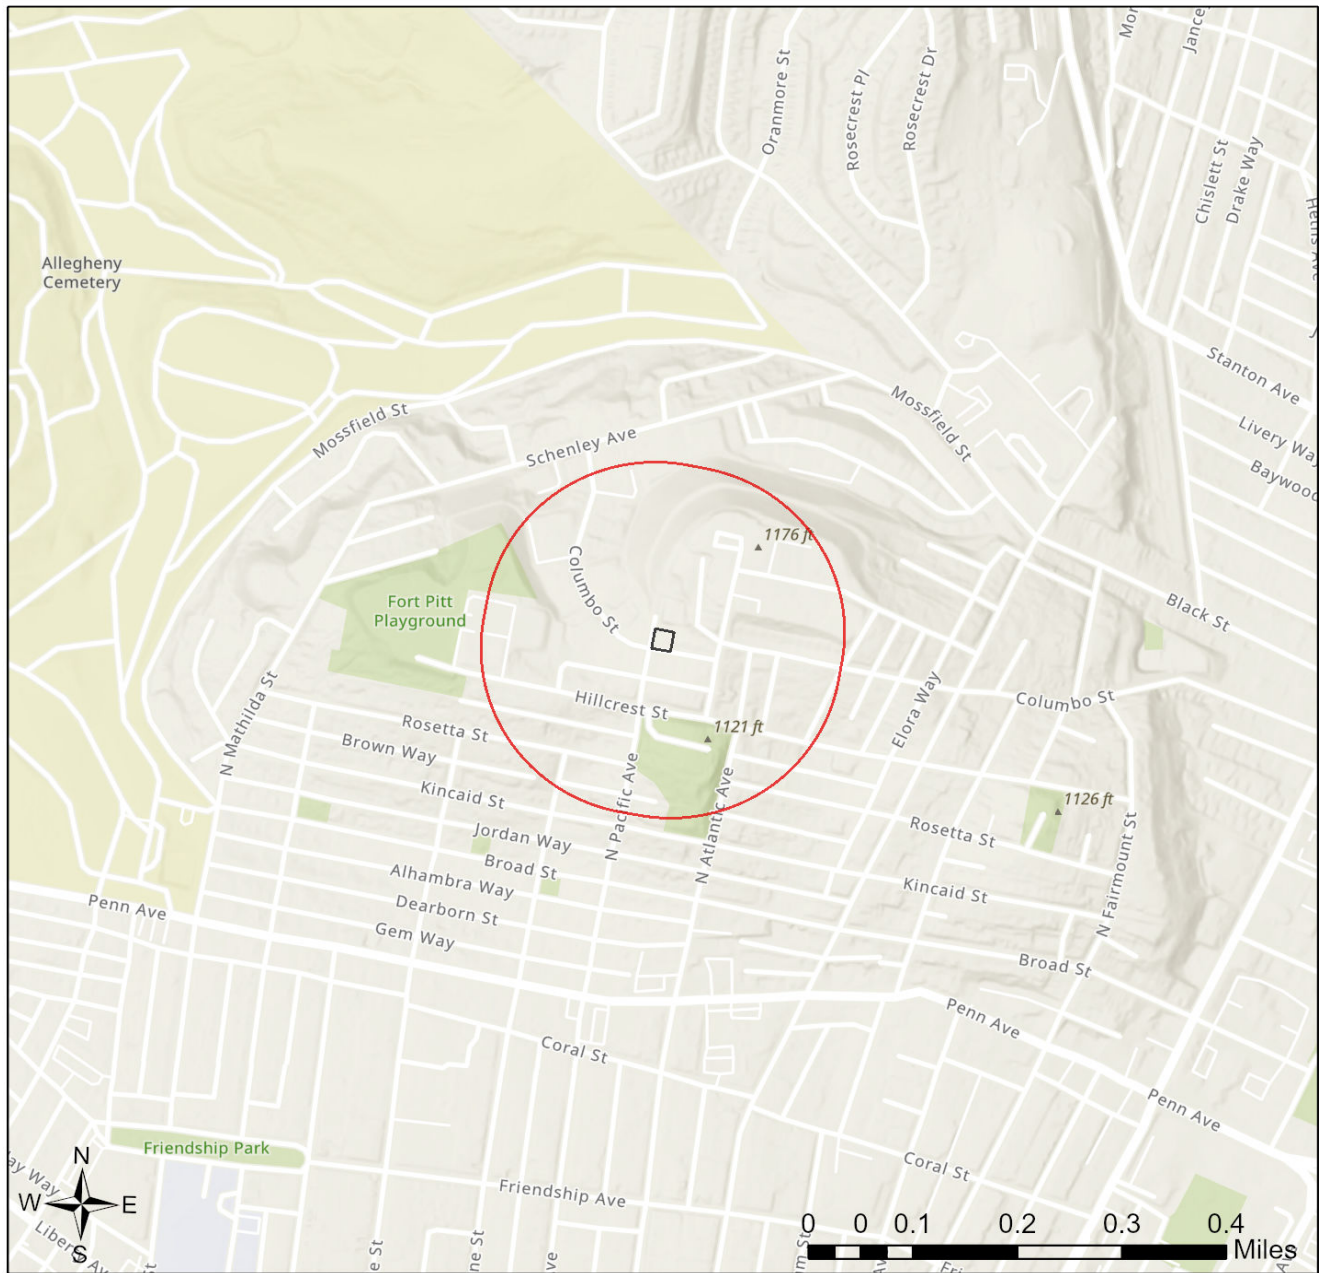 Oranmore St
Rosecrest Pl
Rosecrest Dr
Chislett St
Drake Way
Allegheny
Cemetery
Stanton Ave
Mossfield St
Mossfield St
Schenley Ave
Livery Way
Baywood
1176 ft
Columbo St
Fort Pitt
Playground
Black St
N Mathilda St
Hillcrest St
Elora Way
Columbo St
Rosetta St
1121 ft
Brown Way
N Pacific Ave
N Atlantic Ave
Kincaid St
1126 ft
Jordan Way
Rosetta St
Broad St
Alhambra Way
Kincaid St
N Fairmount St
Dearborn St
Penn Ave
Gem Way
Broad St
Penn Ave
Coral St
Penn Ave
Friendship Park
Coral St
Friendship Ave
N
W
E
S
Liberty Av
0
0
0.1
0.2
0.3
0.4
Miles